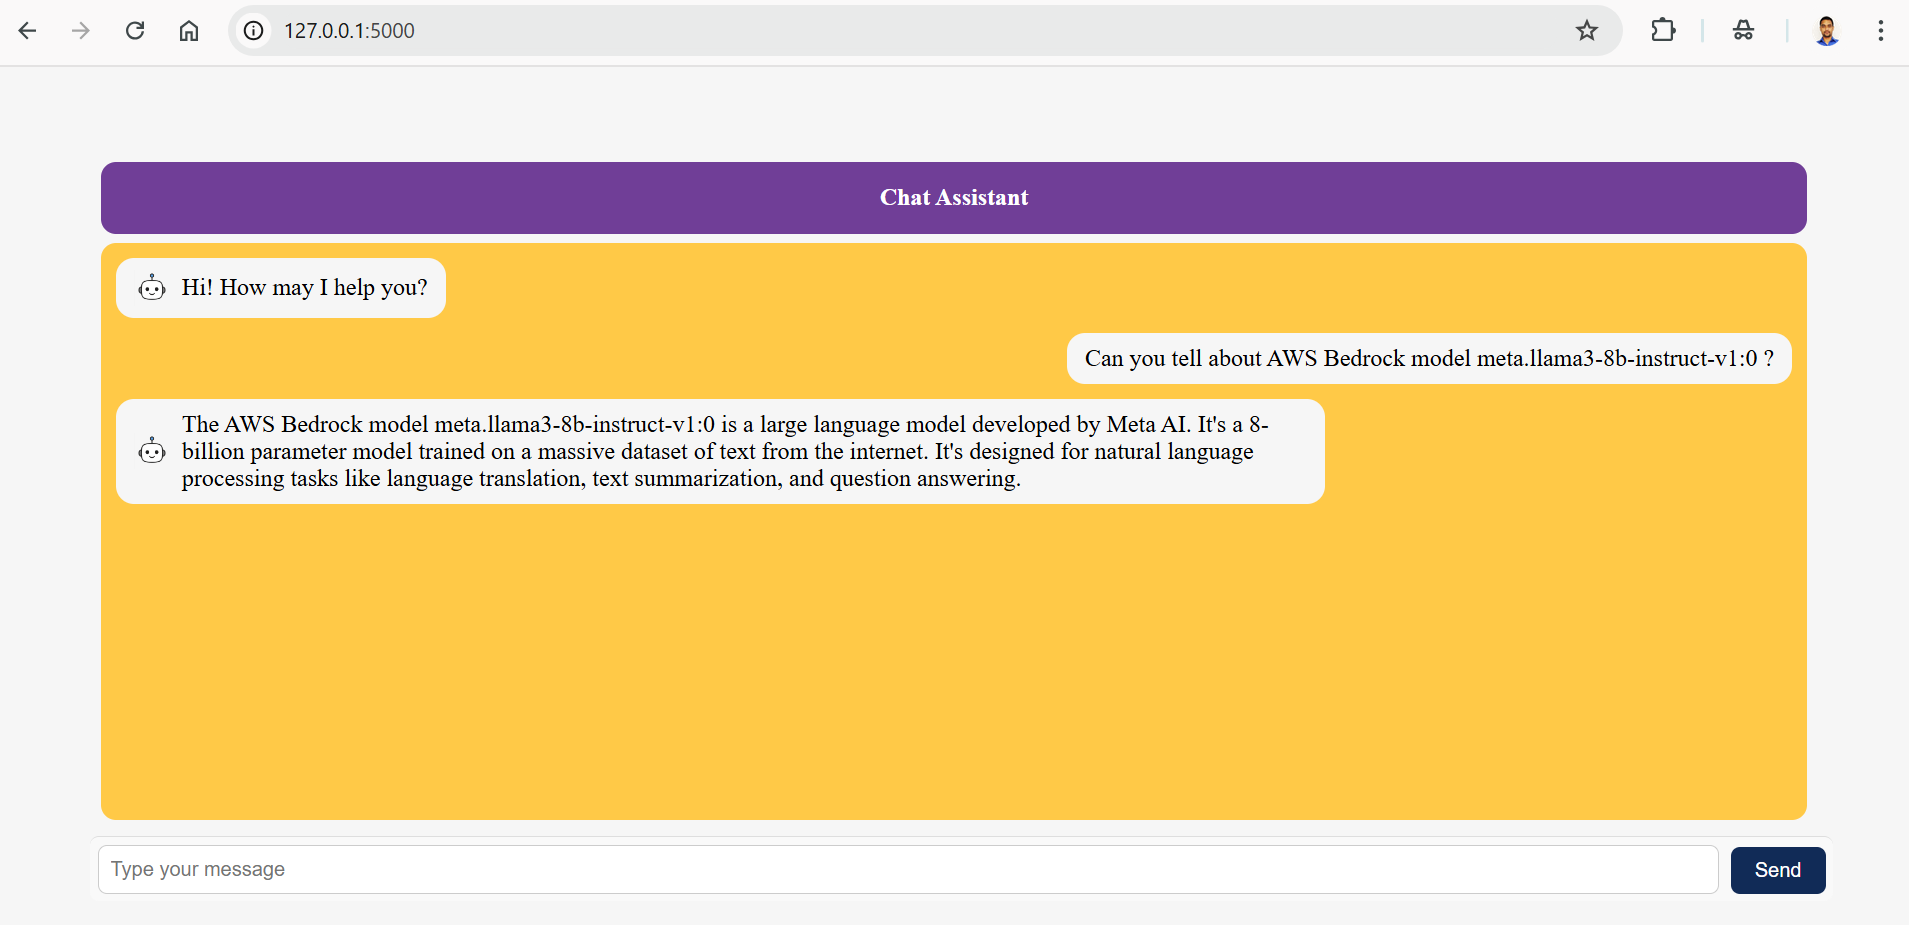 127.0.0.1:5000
Chat Assistant
Hi! How may I help you?
Can you tell about AWS Bedrock model meta.llama3-8b-instruct-v1:0 ?
The AWS Bedrock model meta.llama3-8b-instruct-v1:0 is a large language model developed by Meta AI. It's a 8-
billion parameter model trained on a massive dataset of text from the internet. It's designed for natural language
processing tasks like language translation, text summarization, and question answering.
Type your message
Send